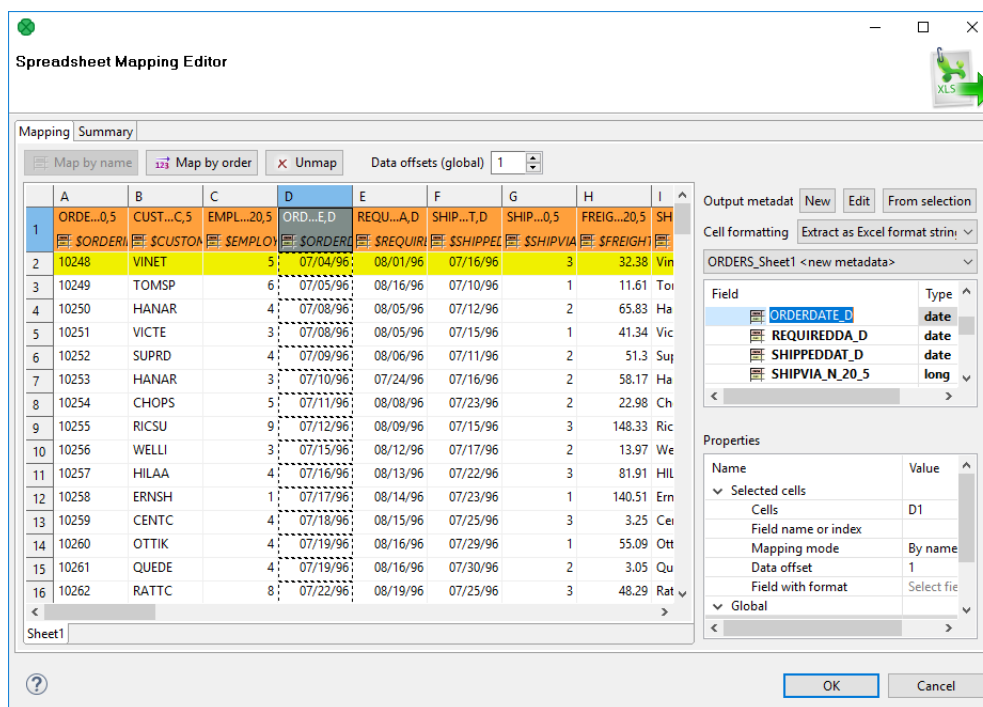 Spreadsheet Mapping Editor
XLS
Mapping Summary
Map by name 123 Map by order Unmap Data offsets (global) 1
A B C D E F G H I
1 ORDE...0,5 CUST...C,5 EMPL...20,5 ORD...E,D REQU...A,D SHIP...T,D SHIP...0,5 FREIG...20,5 SH
$ORDERI $CUSTOM $EMPLOY $ORDERD $REQUIRE $SHIPPED $SHIPVIA $FREIGHT
2 10248 VINET 5 07/04/96 08/01/96 07/16/96 3 32.38 Vin
3 10249 TOMSP 6 07/05/96 08/16/96 07/10/96 1 11.61 To
4 10250 HANAR 4 07/08/96 08/05/96 07/12/96 2 65.83 Ha
5 10251 VICTE 3 07/08/96 08/05/96 07/15/96 1 41.34 Vic
6 10252 SUPRD 4 07/09/96 08/06/96 07/11/96 2 51.3 Sup
7 10253 HANAR 3 07/10/96 07/24/96 07/16/96 2 58.17 Ha
8 10254 CHOPS 5 07/11/96 08/08/96 07/23/96 2 22.98 Ch
9 10255 RICSU 9 07/12/96 08/09/96 07/15/96 3 148.33 Ric
10 10256 WELLI 3 07/15/96 08/12/96 07/17/96 2 13.97 We
11 10257 HILAA 4 07/16/96 08/13/96 07/22/96 3 81.91 HIL
12 10258 ERNSH 1 07/17/96 08/14/96 07/23/96 1 140.51 Ern
13 10259 CENTC 4 07/18/96 08/15/96 07/25/96 3 3.25 Cei
14 10260 OTTIK 4 07/19/96 08/16/96 07/29/96 1 55.09 Ott
15 10261 QUEDE 4 07/19/96 08/16/96 07/30/96 2 3.05 Qu
16 10262 RATTC 8 07/22/96 08/19/96 07/25/96 3 48.29 Rat
Sheet1
Output metadat New Edit From selection
Cell formatting Extract as Excel format string
ORDERS_Sheet1 <new metadata>
Field Type
ORDERDATE_D date
REQUIREDDA_D date
SHIPPEDDAT_D date
SHIPVIA_N_20_5 long
Properties
Name Value
Selected cells
Cells D1
Field name or index
Mapping mode By name
Data offset 1
Field with format Select fie
Global
? OK Cancel